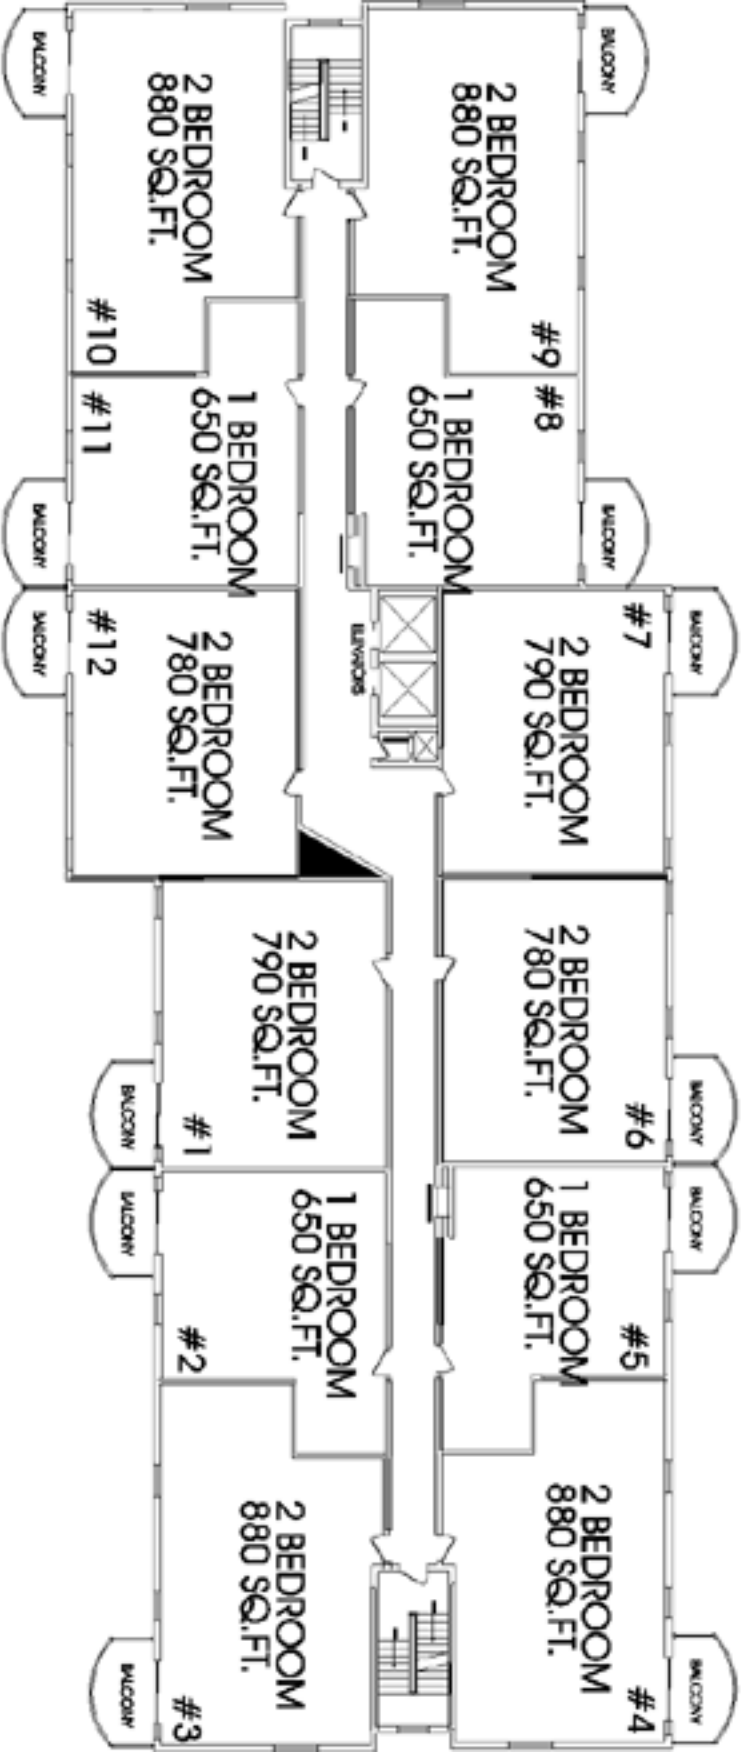 BALCONY
#9
2 BEDROOM
880 SQ.FT.
BALCONY
#8
1 BEDROOM
650 SQ.FT.
BALCONY
#7
2 BEDROOM
790 SQ.FT.
BALCONY
#6
2 BEDROOM
780 SQ.FT.
BALCONY
#5
1 BEDROOM
650 SQ.FT.
BALCONY
#4
2 BEDROOM
880 SQ.FT.
ELEVATORS
2 BEDROOM
880 SQ.FT.
#10
BALCONY
1 BEDROOM
650 SQ.FT.
#11
BALCONY
2 BEDROOM
780 SQ.FT.
#12
BALCONY
2 BEDROOM
790 SQ.FT.
#1
BALCONY
1 BEDROOM
650 SQ.FT.
#2
BALCONY
2 BEDROOM
880 SQ.FT.
#3
BALCONY